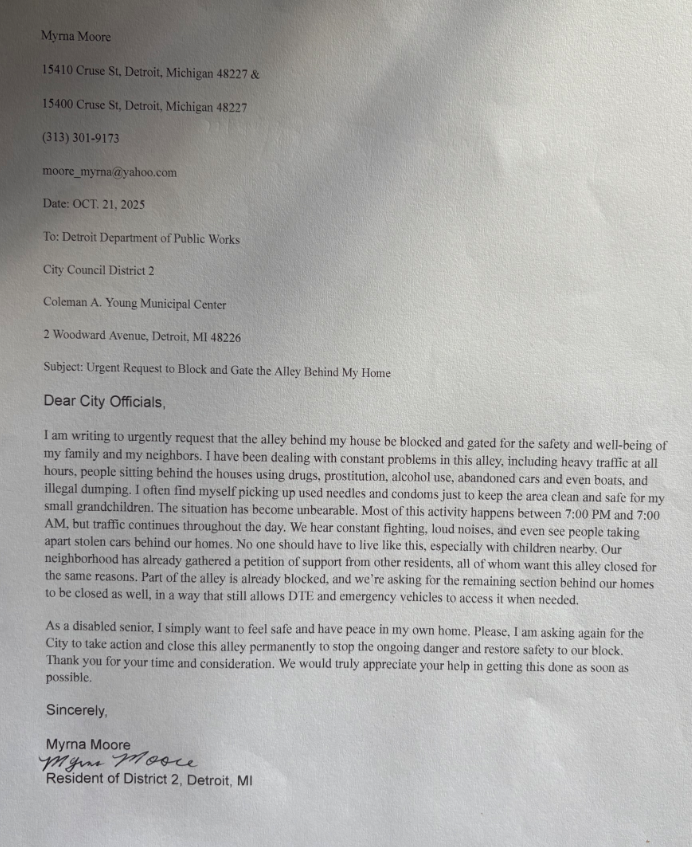 Myrna Moore
15410 Cruse St, Detroit, Michigan 48227 &
15400 Cruse St, Detroit, Michigan 48227
(313) 301-9173
moore_myrna@yahoo.com
Date: OCT. 21, 2025
To: Detroit Department of Public Works
City Council District 2
Coleman A. Young Municipal Center
2 Woodward Avenue, Detroit, MI 48226
Subject: Urgent Request to Block and Gate the Alley Behind My Home
Dear City Officials,
I am writing to urgently request that the alley behind my house be blocked and gated for the safety and well-being of
my family and my neighbors. I have been dealing with constant problems in this alley, including heavy traffic at all
hours, people sitting behind the houses using drugs, prostitution, alcohol use, abandoned cars and even boats, and
illegal dumping. I often find myself picking up used needles and condoms just to keep the area clean and safe for my
small grandchildren. The situation has become unbearable. Most of this activity happens between 7:00 PM and 7:00
AM, but traffic continues throughout the day. We hear constant fighting, loud noises, and even see people taking
apart stolen cars behind our homes. No one should have to live like this, especially with children nearby. Our
neighborhood has already gathered a petition of support from other residents, all of whom want this alley closed for
the same reasons. Part of the alley is already blocked, and we're asking for the remaining section behind our homes
to be closed as well, in a way that still allows DTE and emergency vehicles to access it when needed.
As a disabled senior, I simply want to feel safe and have peace in my own home. Please, I am asking again for the
City to take action and close this alley permanently to stop the ongoing danger and restore safety to our block.
Thank you for your time and consideration. We would truly appreciate your help in getting this done as soon as
possible.
Sincerely,
Myrna Moore
Myrna Moore
Resident of District 2, Detroit, MI